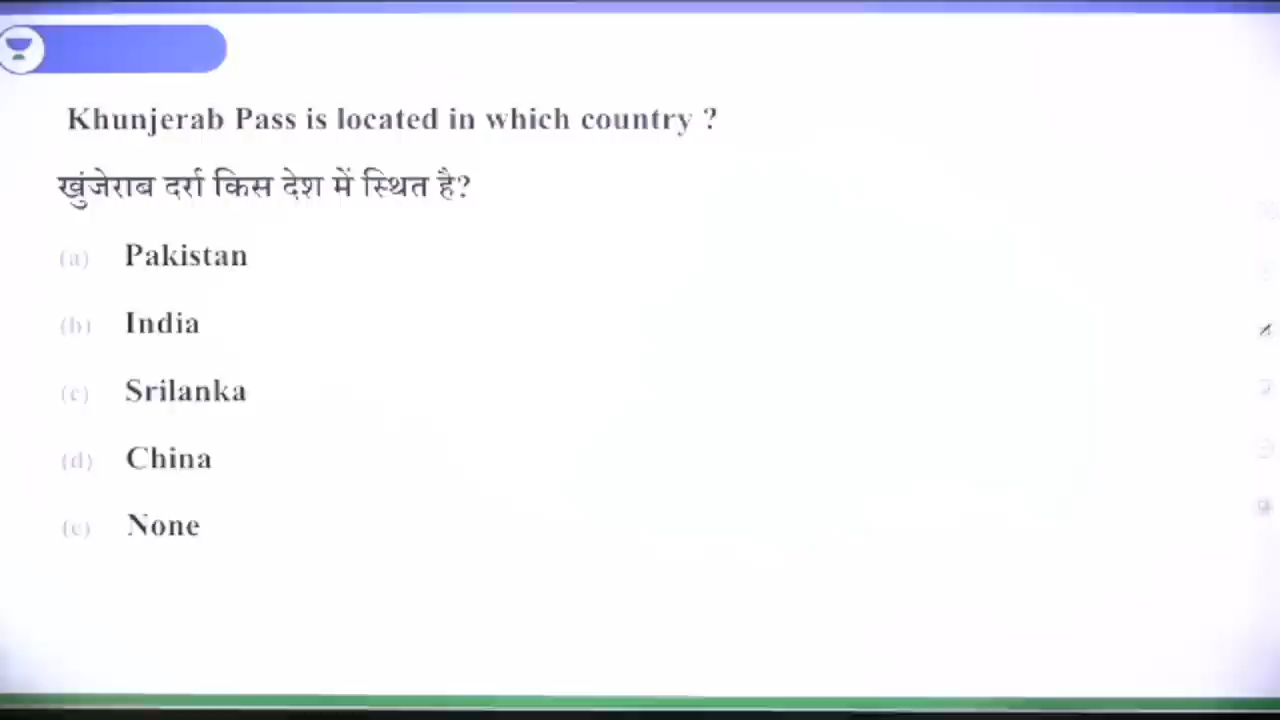 Khunjerab Pass is located in which country ?
खुंजेराब दर्रा किस देश में स्थित है?
(a) Pakistan
(b) India
(c) Srilanka
(d) China
(e) None